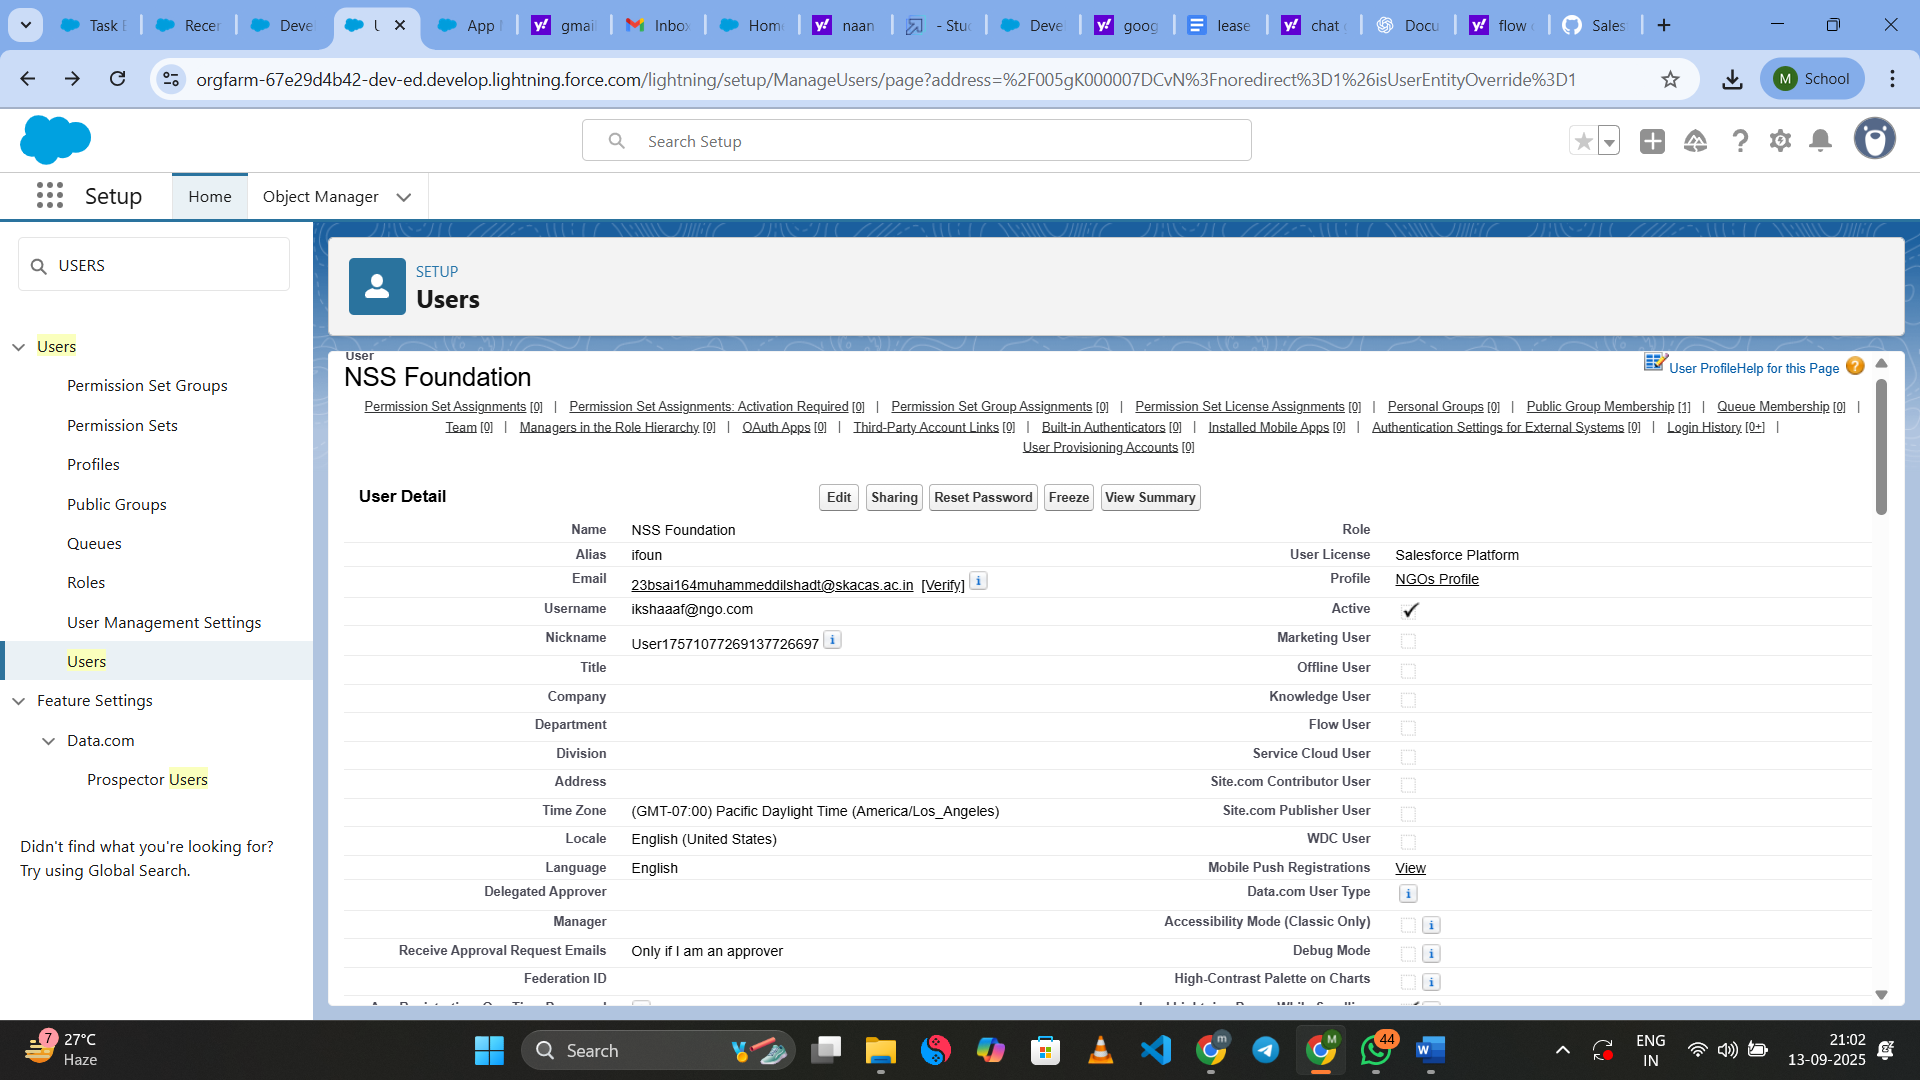 Task E
Recen
Devel
U
App M
gmail
Inbox
Home
naan
- Stud
Devel
goog
lease
chat g
Docu
flow c
Sales
orgfarm-67e29d4b42-dev-ed.develop.lightning.force.com/lightning/setup/ManageUsers/page?address=%2F005gK000007DCvN%3Fnoredirect%3D1%26isUserEntityOverride%3D1
M School
Search Setup
Setup
Home
Object Manager
USERS
Users
Permission Set Groups
Permission Sets
Profiles
Public Groups
Queues
Roles
User Management Settings
Users
Feature Settings
Data.com
Prospector Users
Didn't find what you're looking for?
Try using Global Search.
SETUP
Users
User
NSS Foundation
User Profile Help for this Page
Permission Set Assignments [0] | Permission Set Assignments: Activation Required [0] | Permission Set Group Assignments [0] | Permission Set License Assignments [0] | Personal Groups [0] | Public Group Membership [1] | Queue Membership [0] |
Team [0] | Managers in the Role Hierarchy [0] | OAuth Apps [0] | Third-Party Account Links [0] | Built-in Authenticators [0] | Installed Mobile Apps [0] | Authentication Settings for External Systems [0] | Login History [0+] |
User Provisioning Accounts [0]
User Detail
Edit Sharing Reset Password Freeze View Summary
Name NSS Foundation Role
Alias ifoun User License Salesforce Platform
Email 23bsai164muhammeddilshadt@skacas.ac.in [Verify] i Profile NGOs Profile
Username ikshaaaf@ngo.com Active
Nickname User17571077269137726697 i Marketing User
Title Offline User
Company Knowledge User
Department Flow User
Division Service Cloud User
Address Site.com Contributor User
Time Zone (GMT-07:00) Pacific Daylight Time (America/Los_Angeles) Site.com Publisher User
Locale English (United States) WDC User
Language English Mobile Push Registrations View
Delegated Approver Data.com User Type i
Manager Accessibility Mode (Classic Only) i
Receive Approval Request Emails Only if I am an approver Debug Mode i
Federation ID High-Contrast Palette on Charts i
7
27°C
Haze
Search
m
M
44
ENG
IN
21:02
13-09-2025